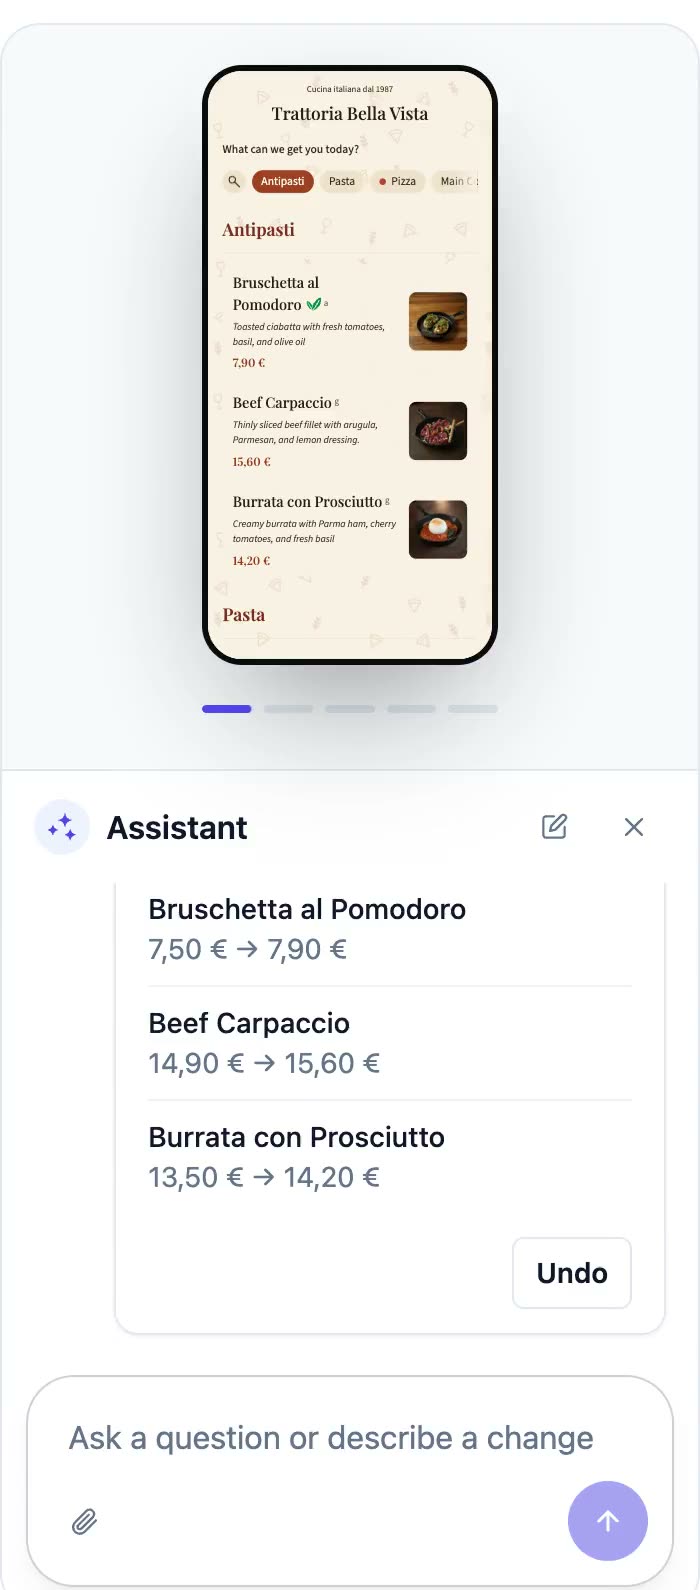 Cucina italiana dal 1987
Trattoria Bella Vista
What can we get you today?
Antipasti Pasta Pizza Main
Antipasti
Bruschetta al
Pomodoro a
Toasted ciabatta with fresh tomatoes,
basil, and olive oil
7,90 €
Beef Carpaccio g
Thinly sliced beef fillet with arugula,
Parmesan, and lemon dressing.
15,60 €
Burrata con Prosciutto g
Creamy burrata with Parma ham, cherry
tomatoes, and fresh basil
14,20 €
Pasta
Assistant
Bruschetta al Pomodoro
7,50 € → 7,90 €
Beef Carpaccio
14,90 € → 15,60 €
Burrata con Prosciutto
13,50 € → 14,20 €
Undo
Ask a question or describe a change